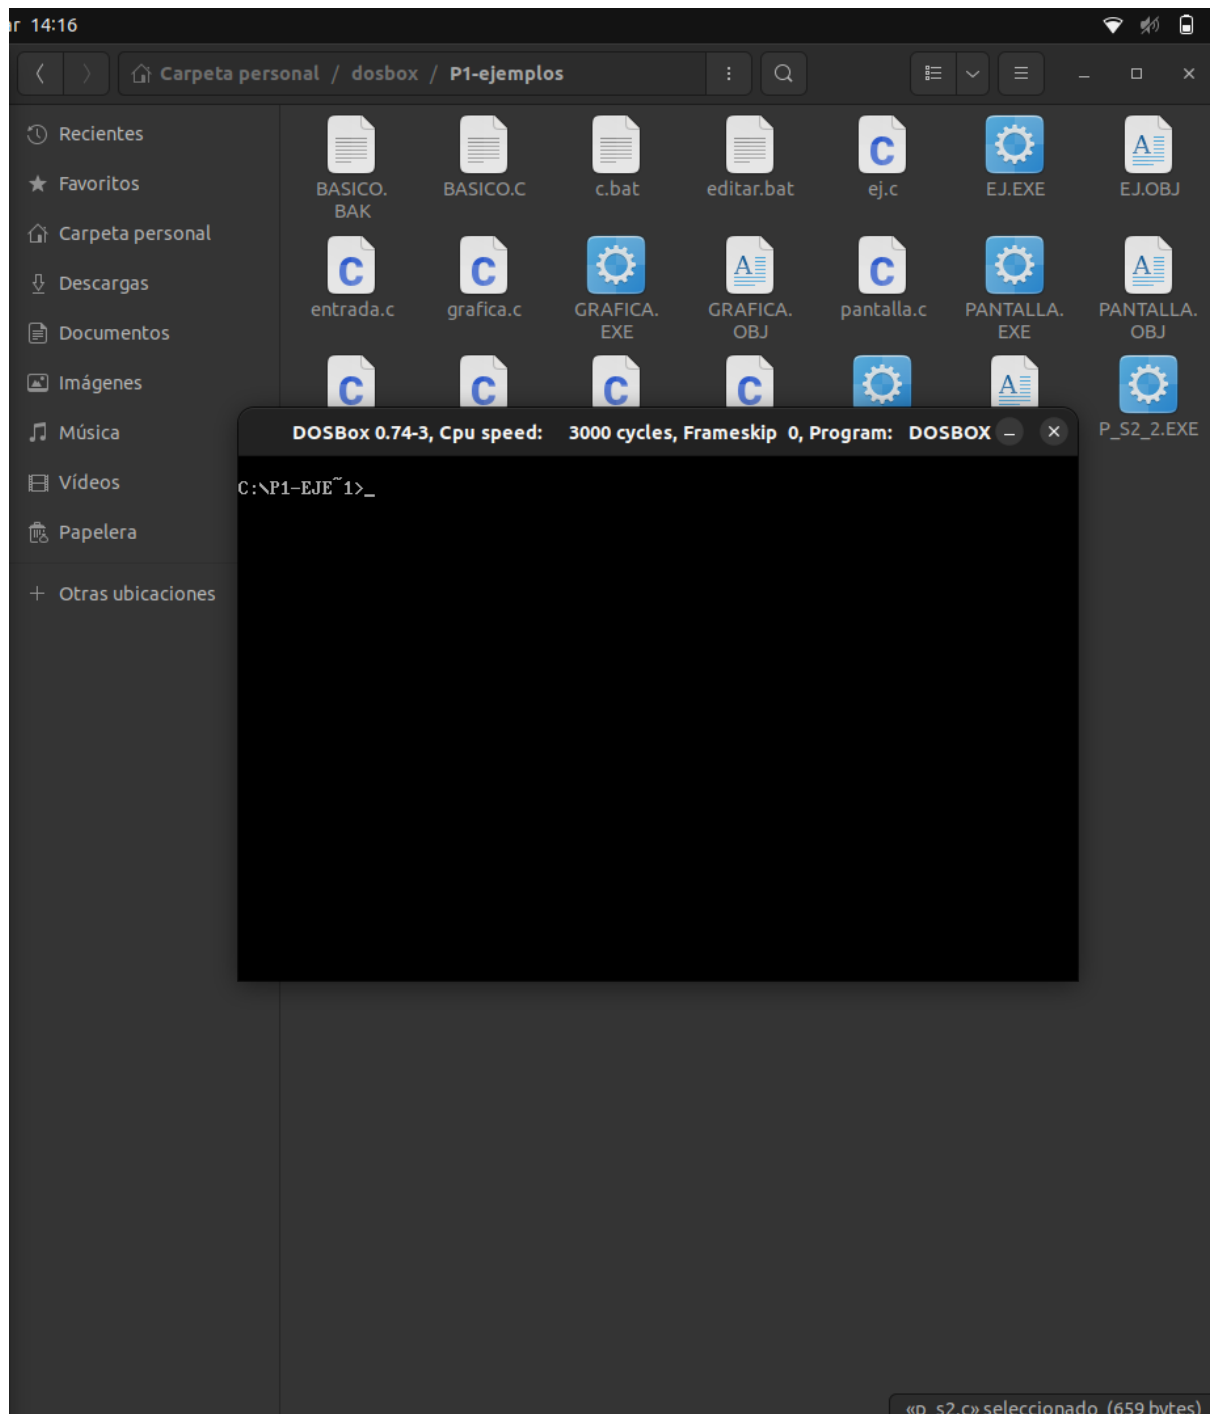 ar 14:16
Carpeta personal / dosbox / P1-ejemplos
Recientes
Favoritos
Carpeta personal
Descargas
Documentos
Imágenes
Música
Vídeos
Papelera
+ Otras ubicaciones
BASICO.BAK BASICO.C c.bat editar.bat ej.c EJ.EXE EJ.OBJ
entrada.c grafica.c GRAFICA.EXE GRAFICA.OBJ pantalla.c PANTALLA.EXE PANTALLA.OBJ
P_S2_2.EXE
DOSBox 0.74-3, Cpu speed: 3000 cycles, Frameskip 0, Program: DOSBOX
C:\P1-EJE~1>_
«p_s2.c» seleccionado (659 bytes)